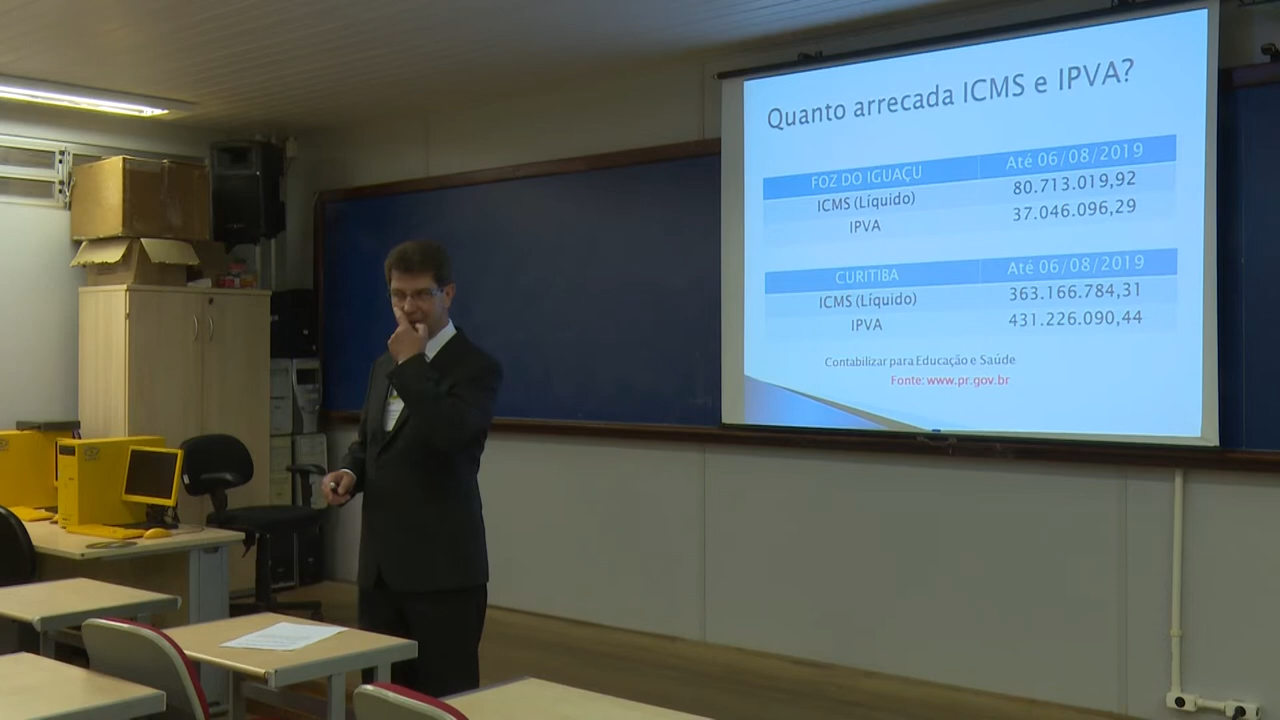 Quanto arrecada ICMS e IPVA?
FOZ DO IGUAÇU Até 06/08/2019
ICMS (Líquido) 80.713.019,92
IPVA 37.046.096,29
CURITIBA Até 06/08/2019
ICMS (Líquido) 363.166.784,31
IPVA 431.226.090,44
Contabilizar para Educação e Saúde
Fonte: www.pr.gov.br